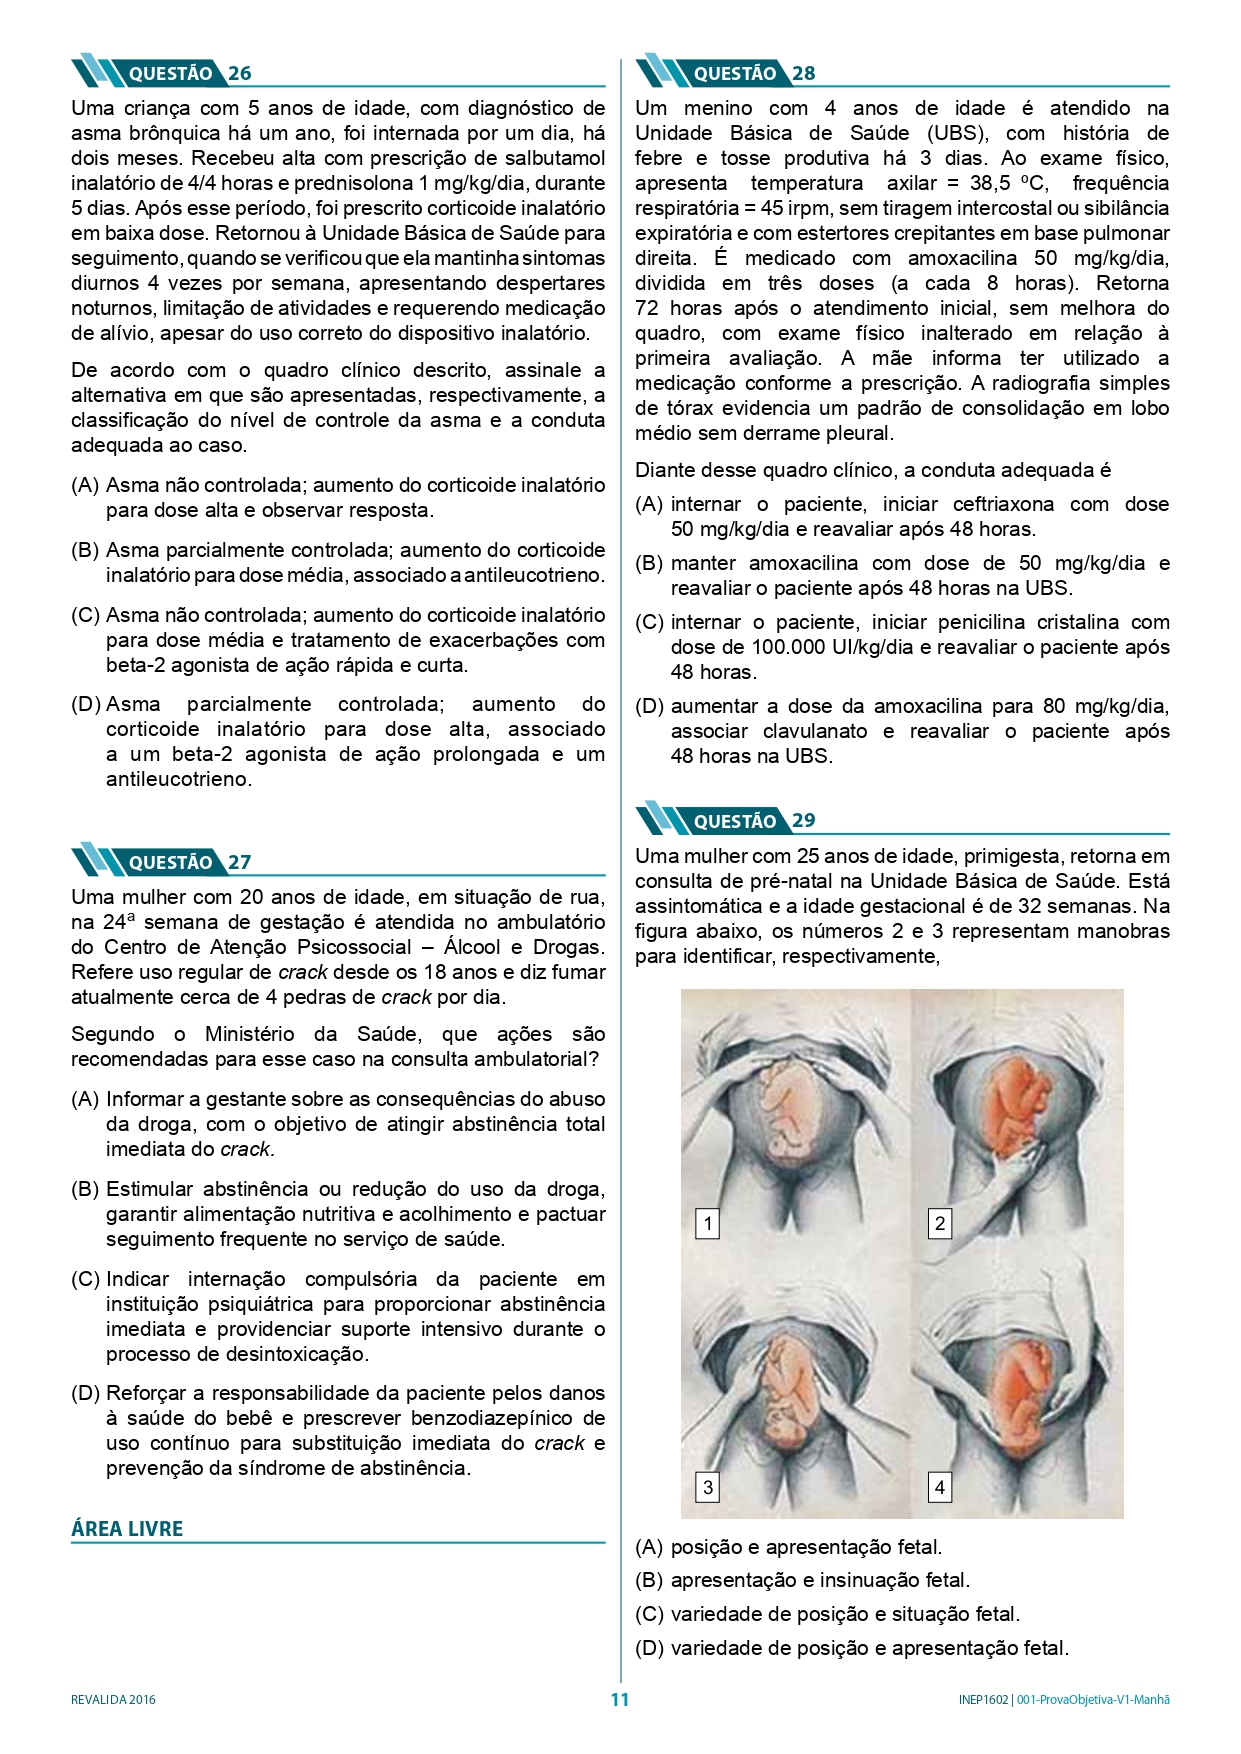 QUESTÃO 26
Uma criança com 5 anos de idade, com diagnóstico de
asma brônquica há um ano, foi internada por um dia, há
dois meses. Recebeu alta com prescrição de salbutamol
inalatório de 4/4 horas e prednisolona 1 mg/kg/dia, durante
5 dias. Após esse período, foi prescrito corticoide inalatório
em baixa dose. Retornou à Unidade Básica de Saúde para
seguimento, quando se verificou que ela mantinha sintomas
diurnos 4 vezes por semana, apresentando despertares
noturnos, limitação de atividades e requerendo medicação
de alívio, apesar do uso correto do dispositivo inalatório.
De acordo com o quadro clínico descrito, assinale a
alternativa em que são apresentadas, respectivamente, a
classificação do nível de controle da asma e a conduta
adequada ao caso.
(A) Asma não controlada; aumento do corticoide inalatório
para dose alta e observar resposta.
(B) Asma parcialmente controlada; aumento do corticoide
inalatório para dose média, associado a antileucotrieno.
(C) Asma não controlada; aumento do corticoide inalatório
para dose média e tratamento de exacerbações com
beta-2 agonista de ação rápida e curta.
(D) Asma parcialmente controlada; aumento do
corticoide inalatório para dose alta, associado
a um beta-2 agonista de ação prolongada e um
antileucotrieno.
QUESTÃO 27
Uma mulher com 20 anos de idade, em situação de rua,
na 24ª semana de gestação é atendida no ambulatório
do Centro de Atenção Psicossocial – Álcool e Drogas.
Refere uso regular de crack desde os 18 anos e diz fumar
atualmente cerca de 4 pedras de crack por dia.
Segundo o Ministério da Saúde, que ações são
recomendadas para esse caso na consulta ambulatorial?
(A) Informar a gestante sobre as consequências do abuso
da droga, com o objetivo de atingir abstinência total
imediata do crack.
(B) Estimular abstinência ou redução do uso da droga,
garantir alimentação nutritiva e acolhimento e pactuar
seguimento frequente no serviço de saúde.
(C) Indicar internação compulsória da paciente em
instituição psiquiátrica para proporcionar abstinência
imediata e providenciar suporte intensivo durante o
processo de desintoxicação.
(D) Reforçar a responsabilidade da paciente pelos danos
à saúde do bebê e prescrever benzodiazepínico de
uso contínuo para substituição imediata do crack e
prevenção da síndrome de abstinência.
ÁREA LIVRE
QUESTÃO 28
Um menino com 4 anos de idade é atendido na
Unidade Básica de Saúde (UBS), com história de
febre e tosse produtiva há 3 dias. Ao exame físico,
apresenta temperatura axilar = 38,5 ºC, frequência
respiratória = 45 irpm, sem tiragem intercostal ou sibilância
expiratória e com estertores crepitantes em base pulmonar
direita. É medicado com amoxacilina 50 mg/kg/dia,
dividida em três doses (a cada 8 horas). Retorna
72 horas após o atendimento inicial, sem melhora do
quadro, com exame físico inalterado em relação à
primeira avaliação. A mãe informa ter utilizado a
medicação conforme a prescrição. A radiografia simples
de tórax evidencia um padrão de consolidação em lobo
médio sem derrame pleural.
Diante desse quadro clínico, a conduta adequada é
(A) internar o paciente, iniciar ceftriaxona com dose
50 mg/kg/dia e reavaliar após 48 horas.
(B) manter amoxacilina com dose de 50 mg/kg/dia e
reavaliar o paciente após 48 horas na UBS.
(C) internar o paciente, iniciar penicilina cristalina com
dose de 100.000 UI/kg/dia e reavaliar o paciente após
48 horas.
(D) aumentar a dose da amoxacilina para 80 mg/kg/dia,
associar clavulanato e reavaliar o paciente após
48 horas na UBS.
QUESTÃO 29
Uma mulher com 25 anos de idade, primigesta, retorna em
consulta de pré-natal na Unidade Básica de Saúde. Está
assintomática e a idade gestacional é de 32 semanas. Na
figura abaixo, os números 2 e 3 representam manobras
para identificar, respectivamente,
1
2
3
4
(A) posição e apresentação fetal.
(B) apresentação e insinuação fetal.
(C) variedade de posição e situação fetal.
(D) variedade de posição e apresentação fetal.
REVALIDA 2016
11
INEP1602 | 001-ProvaObjetiva-V1-Manhã